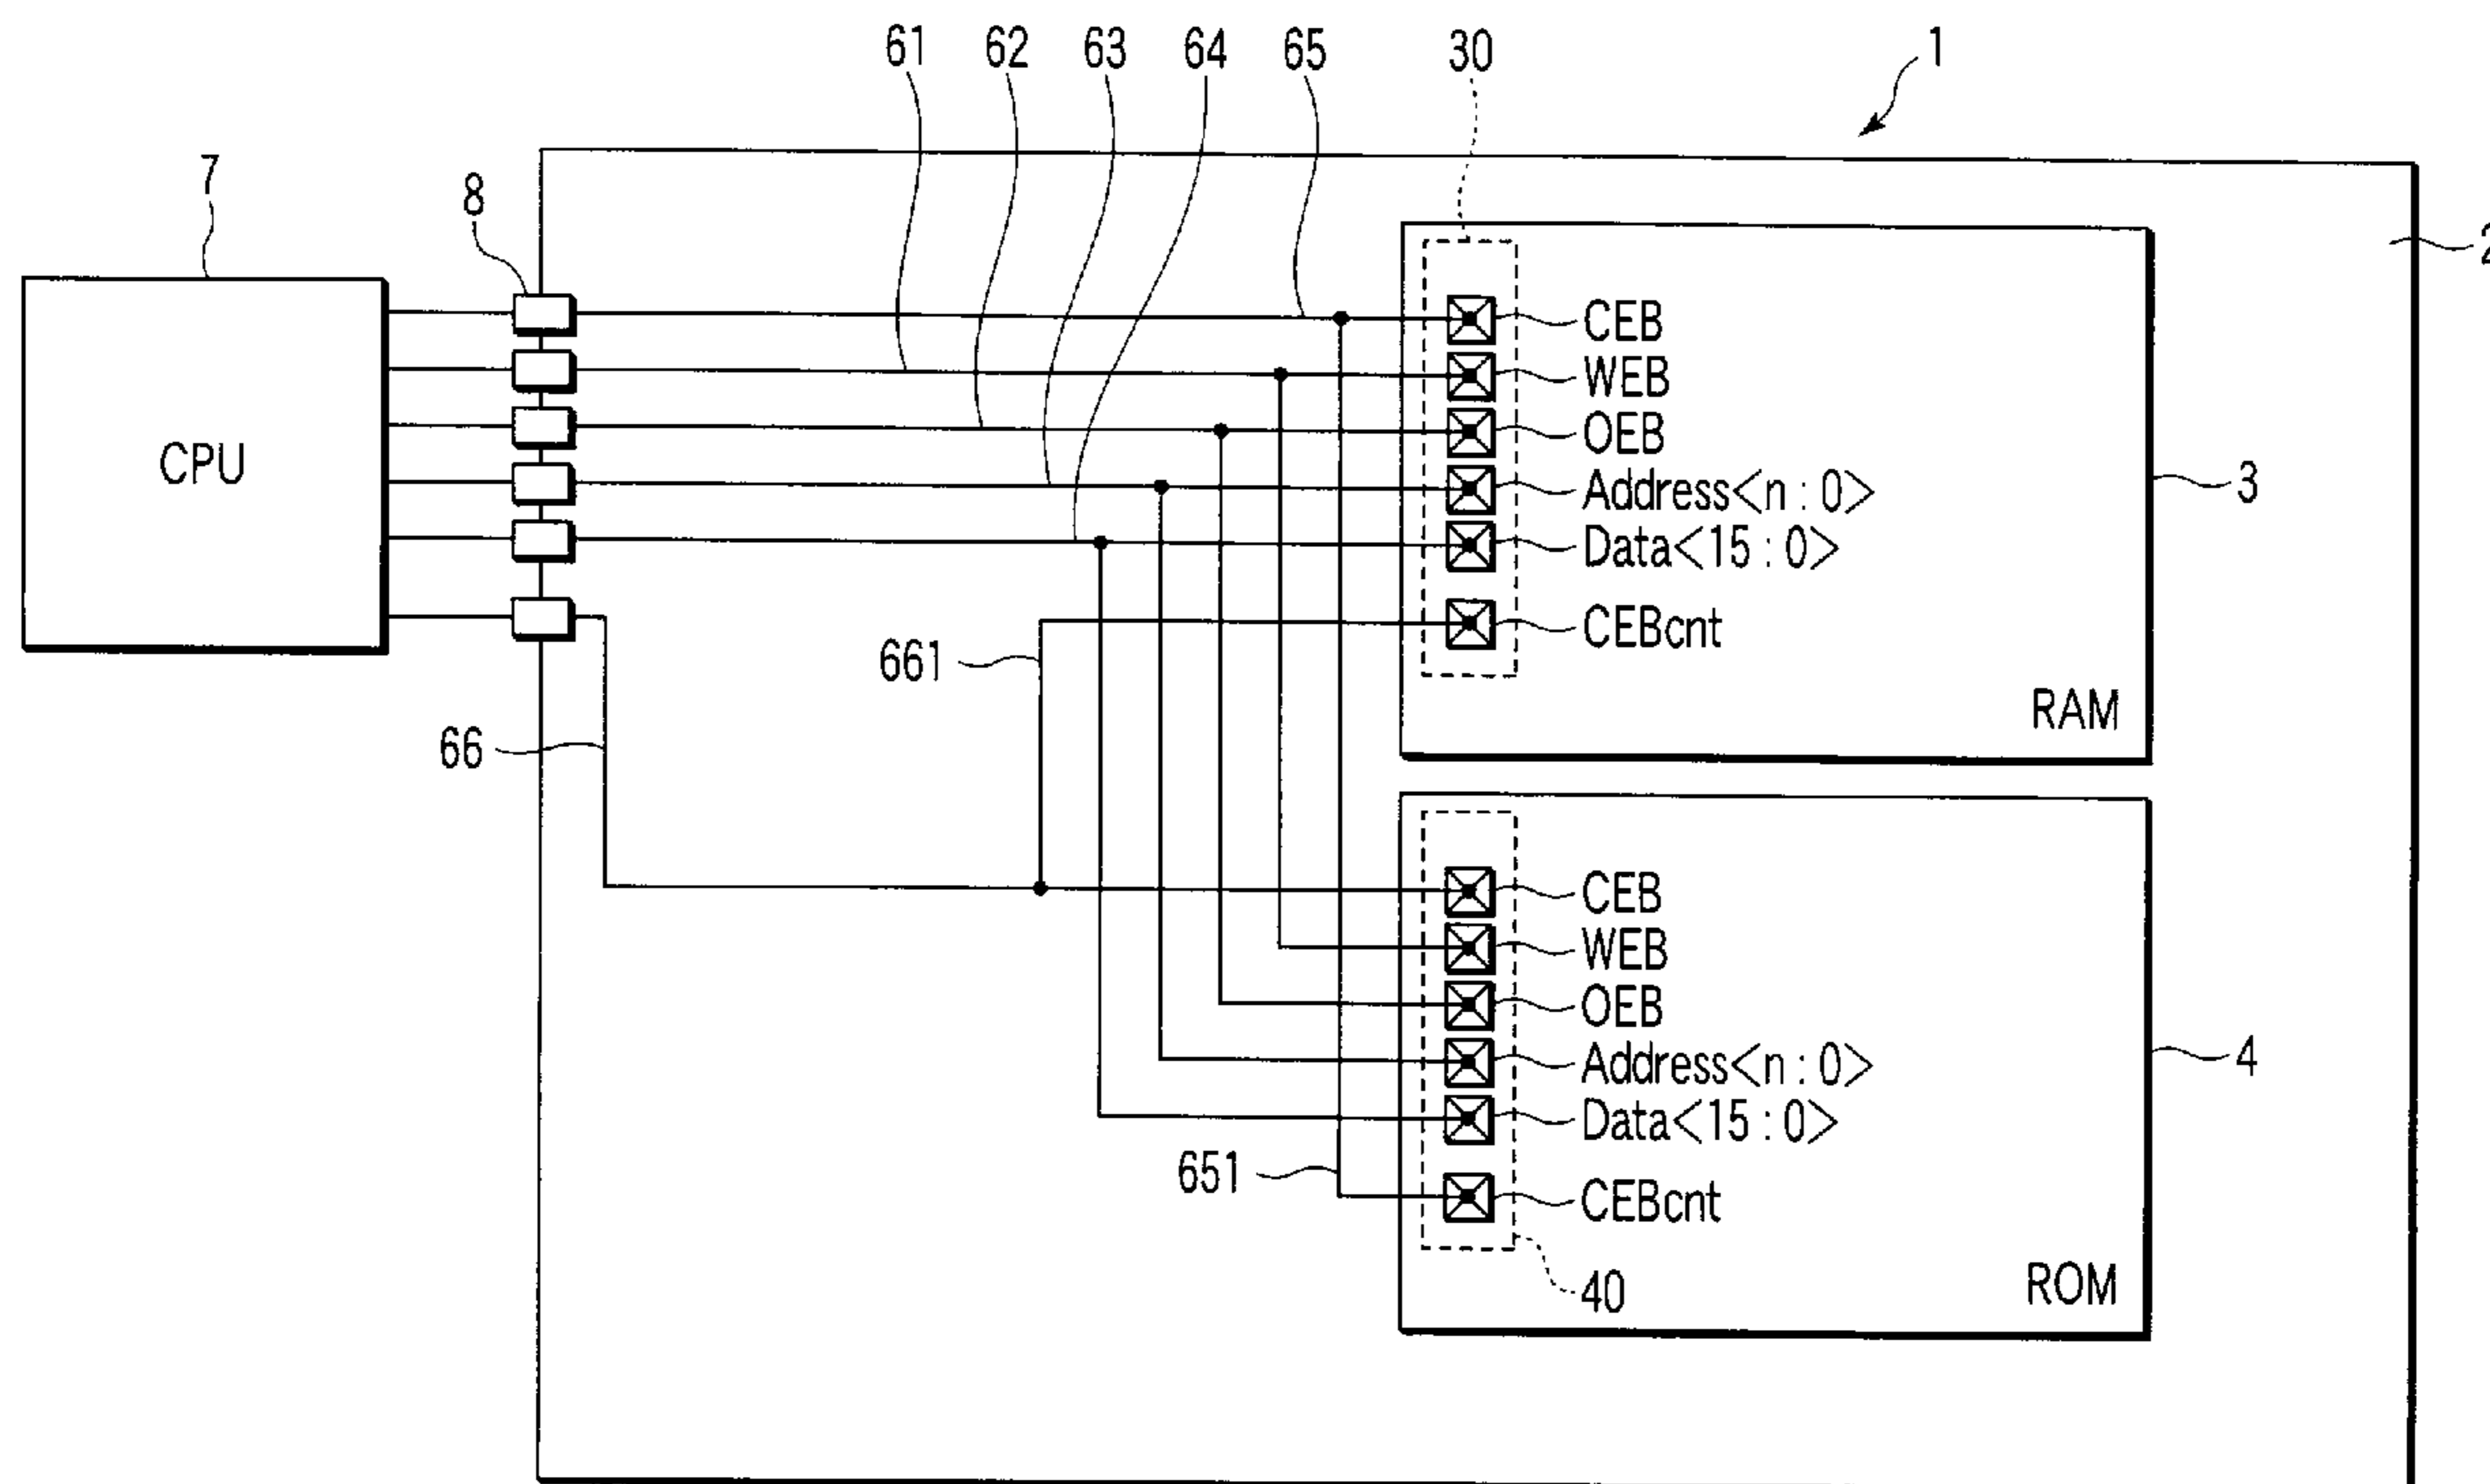 61 62 63 64 65 30 1
7 8
2
CPU
CEB
WEB
OEB
Address<n : 0>
Data<15 : 0>
CEBcnt
3
661
RAM
66
CEB
WEB
OEB
Address<n : 0>
Data<15 : 0>
CEBcnt
4
651
40
ROM